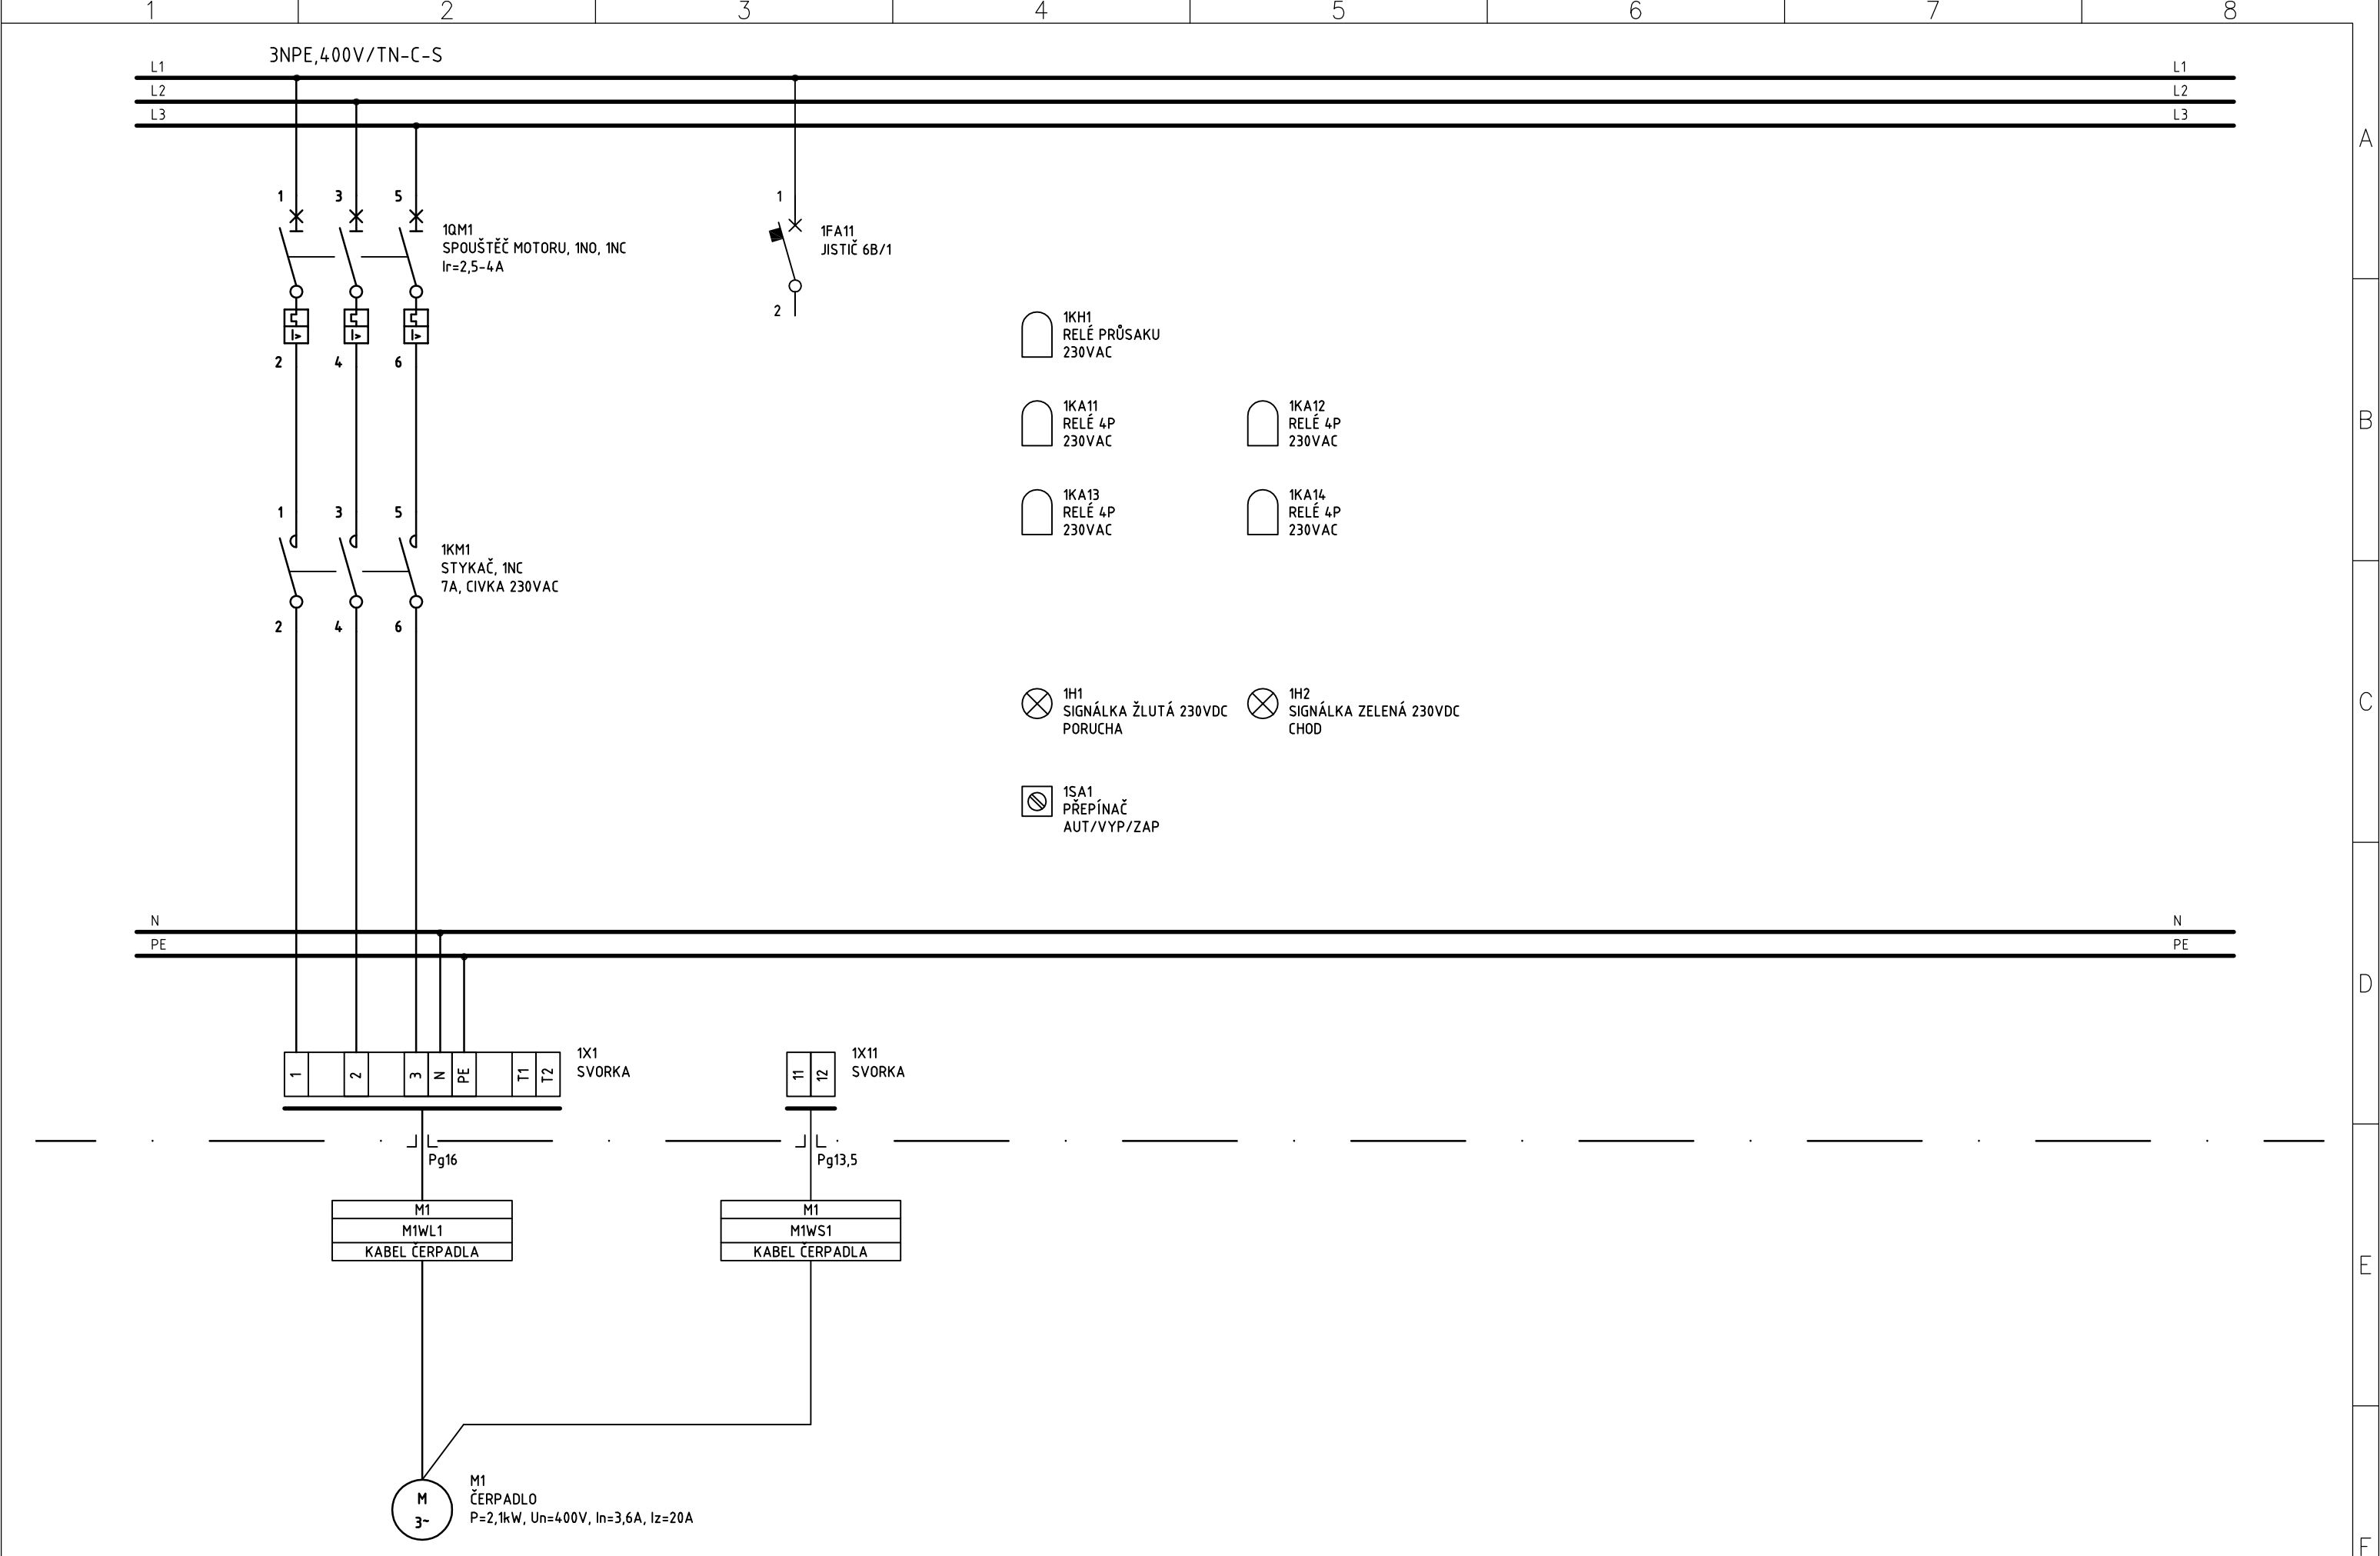 1 2 3 4 5 6 7 8
3NPE,400V/TN-C-S
L1 L1
L2 L2
L3 L3
A
1 3 5
1QM1
SPOUŠTĚČ MOTORU, 1NO, 1NC
Ir=2,5-4A
I> I> I>
2 4 6
1
1FA11
JISTIČ 6B/1
2
1KH1
RELÉ PRŮSAKU
230VAC
1KA11
RELÉ 4P
230VAC
1KA12
RELÉ 4P
230VAC
B
1KA13
RELÉ 4P
230VAC
1KA14
RELÉ 4P
230VAC
1 3 5
1KM1
STYKAČ, 1NC
7A, CIVKA 230VAC
2 4 6
1H1
SIGNÁLKA ŽLUTÁ 230VDC
PORUCHA
1H2
SIGNÁLKA ZELENÁ 230VDC
CHOD
C
1SA1
PŘEPÍNAČ
AUT/VYP/ZAP
N N
PE PE
D
1 2 3 N PE T1 T2
1X1
SVORKA
11 12
1X11
SVORKA
Pg16
Pg13,5
M1
M1WL1
KABEL ČERPADLA
M1
M1WS1
KABEL ČERPADLA
E
M
3~
M1
ČERPADLO
P=2,1kW, Un=400V, In=3,6A, Iz=20A
F